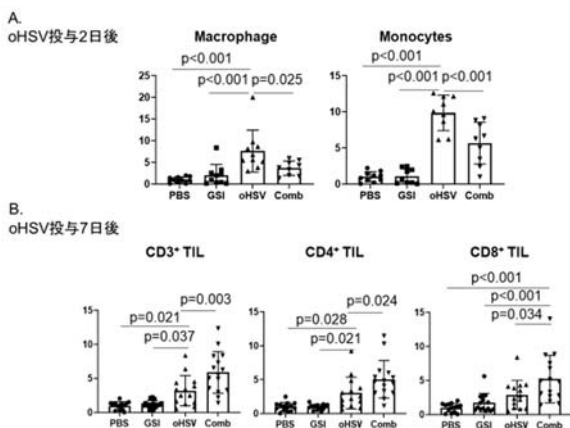 A.
oHSV投与2日後
Macrophage
p<0.001
p<0.001 p=0.025
25
20
15
10
5
0
PBS GSI oHSV Comb
Monocytes
p<0.001
p<0.001 p<0.001
15
10
5
0
PBS GSI oHSV Comb
B.
oHSV投与7日後
CD3⁺ TIL
p=0.003
p=0.021
p=0.037
15
10
5
0
PBS GSI oHSV Comb
CD4⁺ TIL
p=0.024
p=0.028
p=0.021
15
10
5
0
PBS GSI oHSV Comb
CD8⁺ TIL
p<0.001
p<0.001
p=0.034
15
10
5
0
PBS GSI oHSV Comb